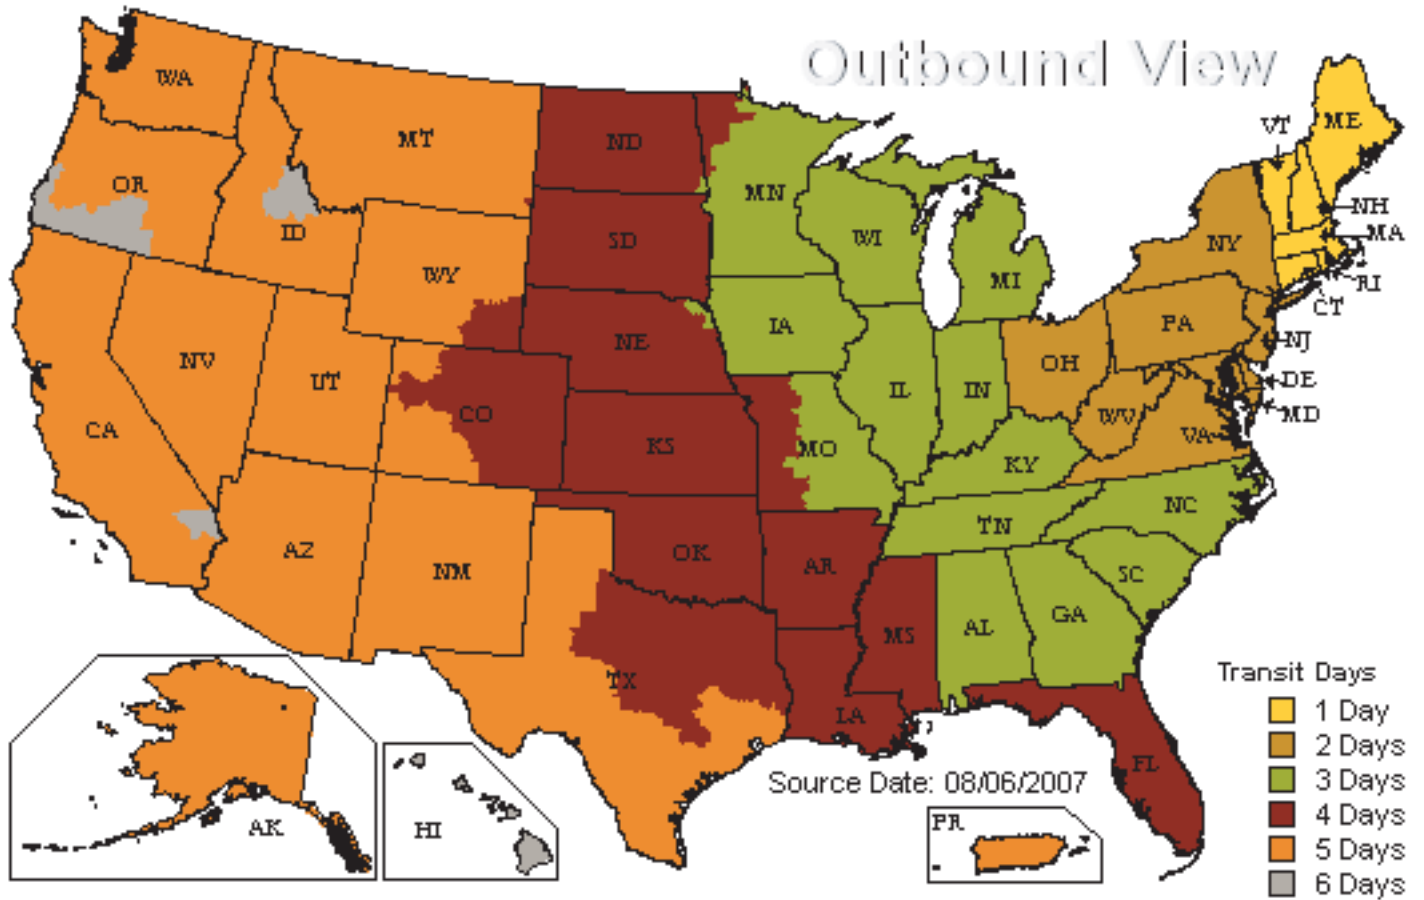 Outbound View
WA
MT
ND
MN
VT
ME
OR
ID
SD
WI
MI
NY
NH
MA
RI
CT
WY
NE
IA
PA
NJ
NV
UT
CO
IL
IN
OH
DE
MD
CA
KS
MO
KY
WV
VA
AZ
NM
OK
AR
TN
NC
SC
TX
LA
MS
AL
GA
FL
AK
HI
PR
Source Date: 08/06/2007
Transit Days
1 Day
2 Days
3 Days
4 Days
5 Days
6 Days